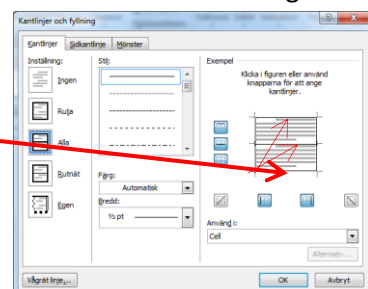 Kantlinjer och fyllning
Kantlinjer
Sidkantlinje
Mönster
Inställning:
Ingen
Ruta
Alla
Rutnät
Egen
Stil:
Färg:
Automatisk
Bredd:
½ pt
Exempel
Klicka i figuren eller använd
knapparna för att ange
kantlinjer.
Använd i:
Cell
Alternativ...
Vågrät linje...
OK
Avbryt